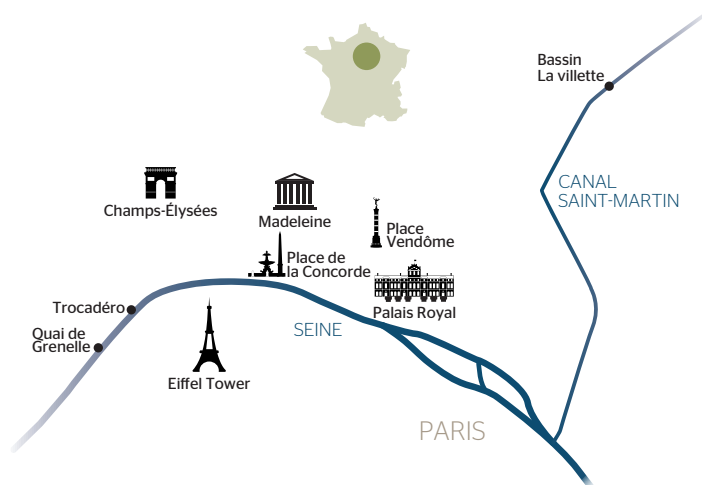 Bassin
La villette
CANAL
SAINT-MARTIN
Champs-Élysées
Madeleine
Place
Vendôme
Place de
la Concorde
Trocadéro
Palais Royal
SEINE
Quai de
Grenelle
Eiffel Tower
PARIS